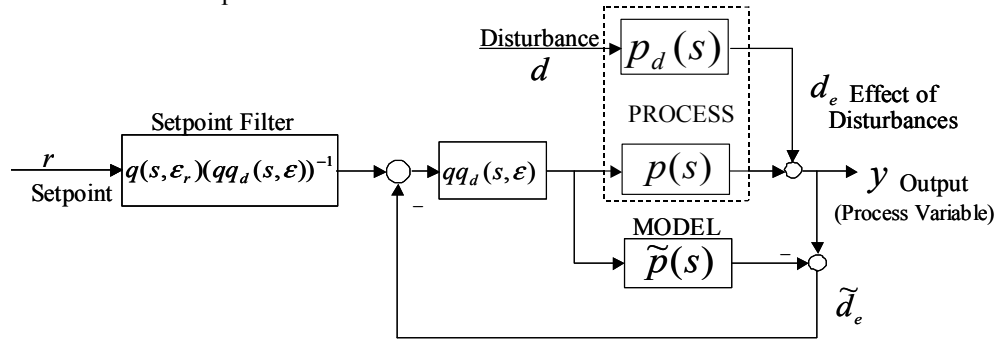 Disturbance
d
p_d(s)
d_e Effect of
Disturbances
PROCESS
Setpoint Filter
r
Setpoint
q(s,ε_r)(qq_d(s,ε))⁻¹
–
qq_d(s,ε)
p(s)
y Output
(Process Variable)
MODEL
p̃(s)
–
d̃_e